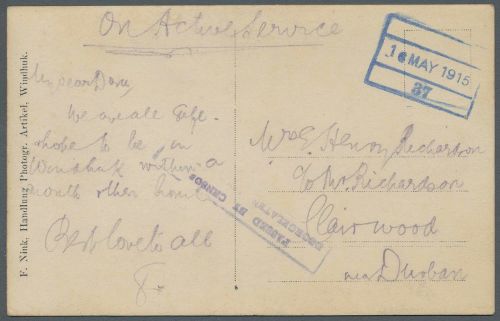 On Active Service
16 MAY 1915
37
F. Nink, Handlung Photogr. Artikel, Windhuk.
My dear Dora,
We are all safe -
hope to be in
Windhuk within a
month then home
Best love to all
F.
PASSED BY CENSOR
Mrs E. Henry Richardson
c/o Mr Richardson
Clairwood
near Durban